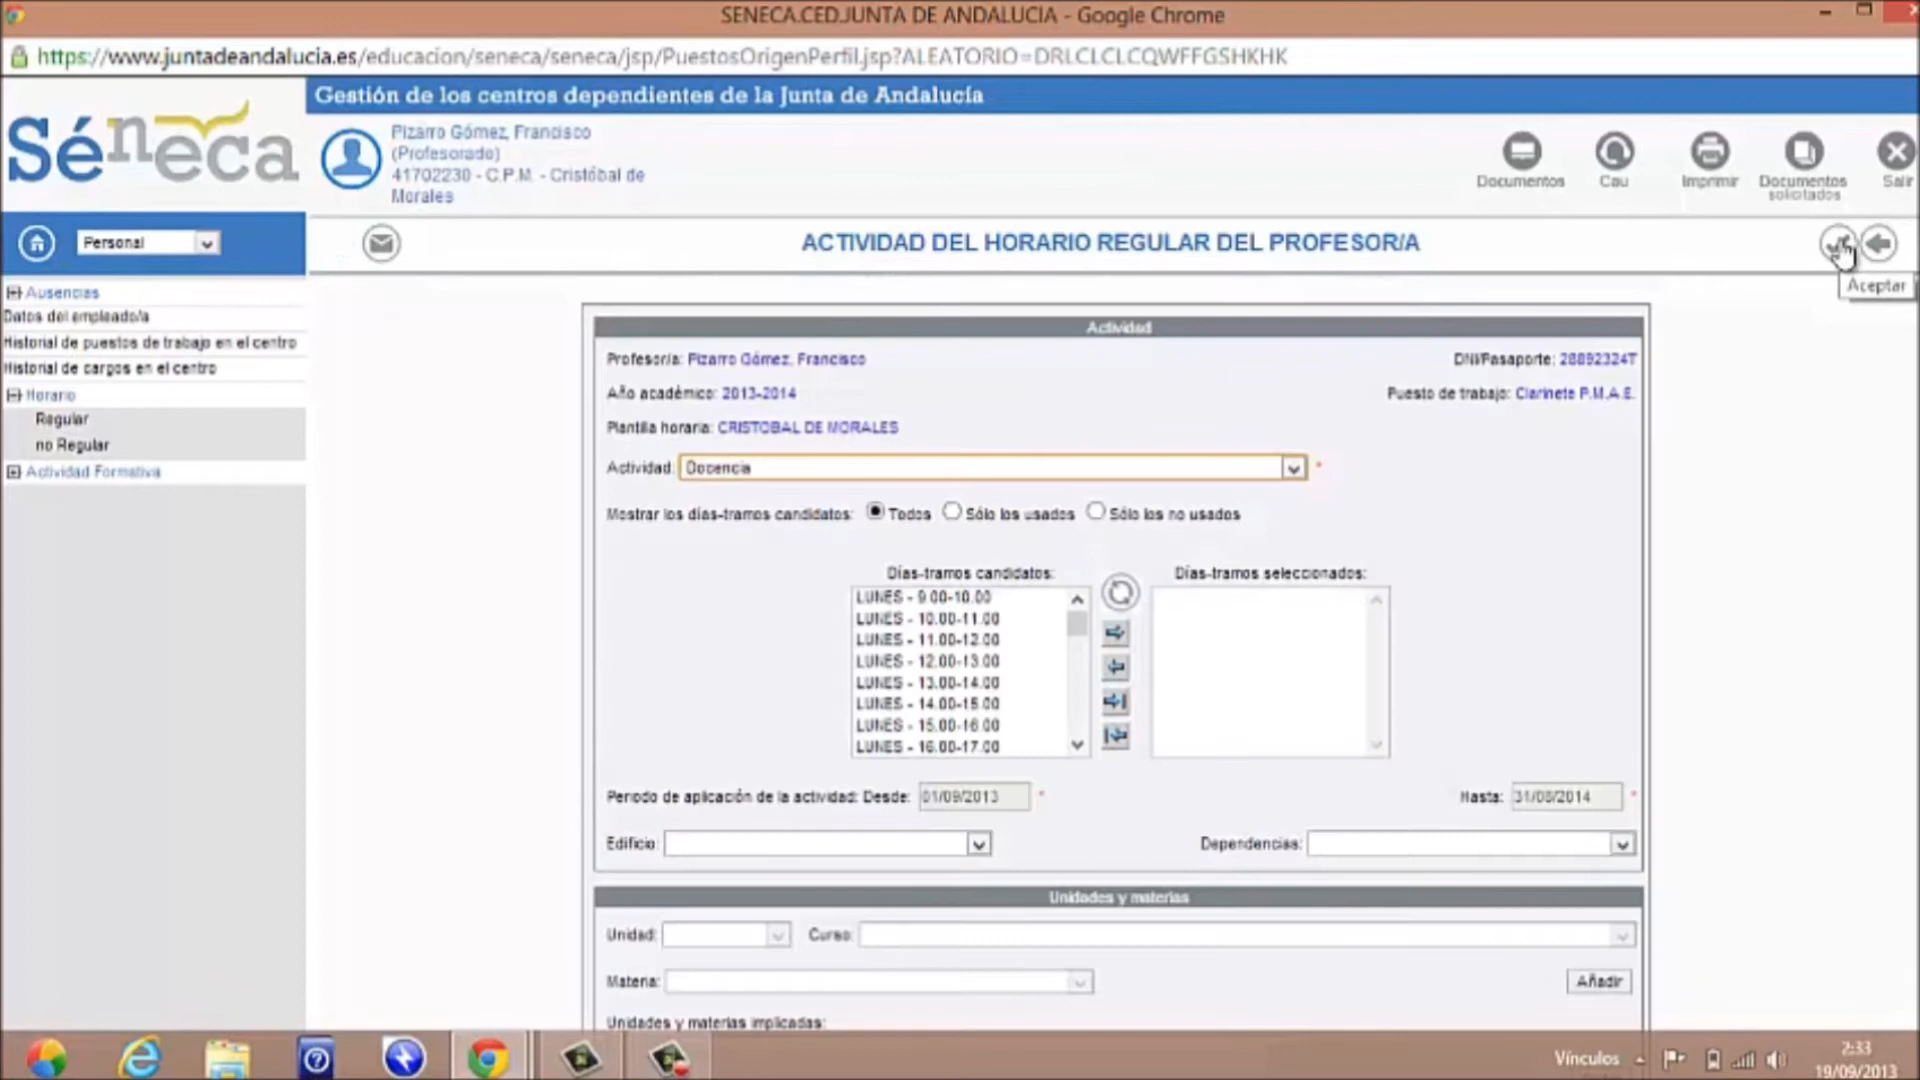 SENECA.CED.JUNTA DE ANDALUCIA - Google Chrome
https://www.juntadeandalucia.es/educacion/seneca/seneca/jsp/PuestosOrigenPerfil.jsp?ALEATORIO=DRLCLCLCQWFFGSHKHK
Séneca
Gestión de los centros dependientes de la Junta de Andalucía
Pizarro Gómez, Francisco
(Profesorado)
41702230 - C.P.M. - Cristóbal de
Morales
Documentos
Cau
Imprimir
Documentos
solicitados
Salir
Personal
ACTIVIDAD DEL HORARIO REGULAR DEL PROFESOR/A
Aceptar
Ausencias
Datos del empleado/a
Historial de puestos de trabajo en el centro
Historial de cargos en el centro
Horario
Regular
no Regular
Actividad Formativa
Actividad
Profesor/a: Pizarro Gómez, Francisco
DNI/Pasaporte: 28892324T
Año académico: 2013-2014
Puesto de trabajo: Clarinete P.M.A.E.
Plantilla horaria: CRISTOBAL DE MORALES
Actividad: Docencia *
Mostrar los días-tramos candidatos: Todos Sólo los usados Sólo los no usados
Días-tramos candidatos:
Días-tramos seleccionados:
LUNES - 9.00-10.00
LUNES - 10.00-11.00
LUNES - 11.00-12.00
LUNES - 12.00-13.00
LUNES - 13.00-14.00
LUNES - 14.00-15.00
LUNES - 15.00-16.00
LUNES - 16.00-17.00
Periodo de aplicación de la actividad: Desde: 01/09/2013 *
Hasta: 31/08/2014 *
Edificio:
Dependencias:
Unidades y materias
Unidad:
Curso:
Materia:
Añadir
Unidades y materias implicadas:
Vínculos
2:33
19/09/2013